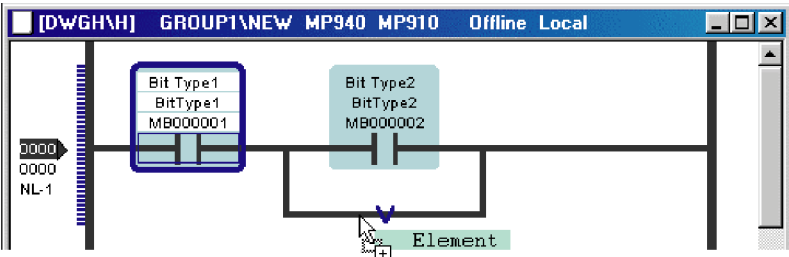 [DWGH\H] GROUP1\NEW MP940 MP910 Offline Local
Bit Type1
BitType1
MB000001
Bit Type2
BitType2
MB000002
0000
0000
NL-1
Element